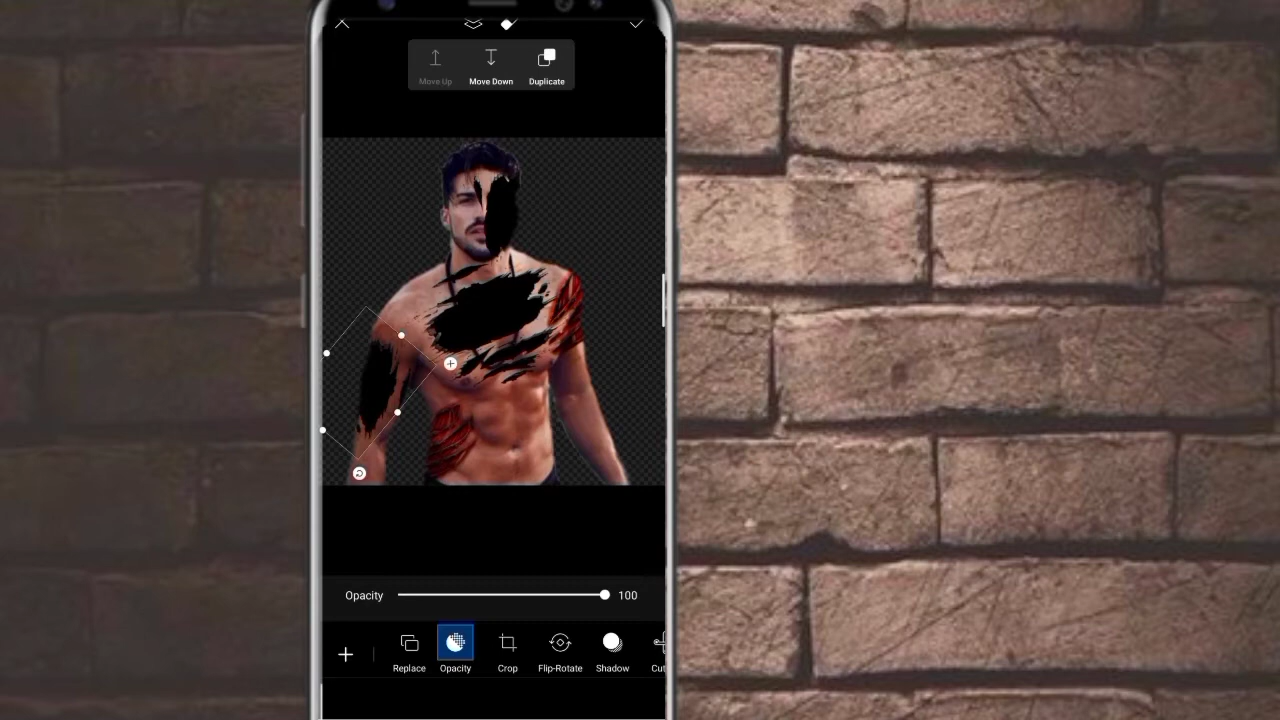 Move Up Move Down Duplicate
Opacity 100
Replace Opacity Crop Flip-Rotate Shadow Cut